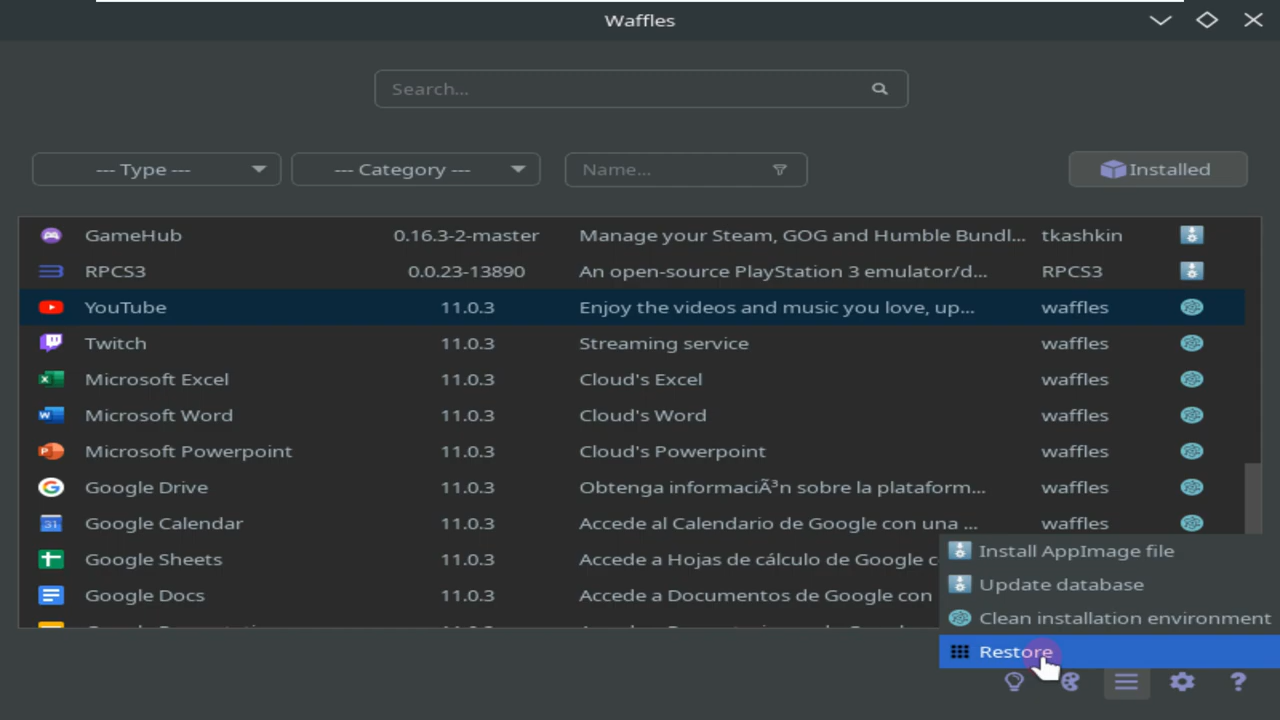 Waffles
Search...
--- Type ---
--- Category ---
Name...
Installed
GameHub 0.16.3-2-master Manage your Steam, GOG and Humble Bundl... tkashkin
RPCS3 0.0.23-13890 An open-source PlayStation 3 emulator/d... RPCS3
YouTube 11.0.3 Enjoy the videos and music you love, up... waffles
Twitch 11.0.3 Streaming service waffles
Microsoft Excel 11.0.3 Cloud's Excel waffles
Microsoft Word 11.0.3 Cloud's Word waffles
Microsoft Powerpoint 11.0.3 Cloud's Powerpoint waffles
Google Drive 11.0.3 Obtenga informaciÃ³n sobre la plataform... waffles
Google Calendar 11.0.3 Accede al Calendario de Google con una ... waffles
Google Sheets 11.0.3 Accede a Hojas de cálculo de Google c
Google Docs 11.0.3 Accede a Documentos de Google con
Install AppImage file
Update database
Clean installation environment
Restore